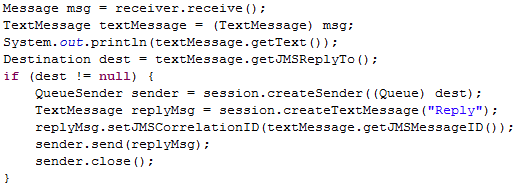 Message msg = receiver.receive();
TextMessage textMessage = (TextMessage) msg;
System.out.println(textMessage.getText());
Destination dest = textMessage.getJMSReplyTo();
if (dest != null) {
    QueueSender sender = session.createSender((Queue) dest);
    TextMessage replyMsg = session.createTextMessage("Reply");
    replyMsg.setJMSCorrelationID(textMessage.getJMSMessageID());
    sender.send(replyMsg);
    sender.close();
}